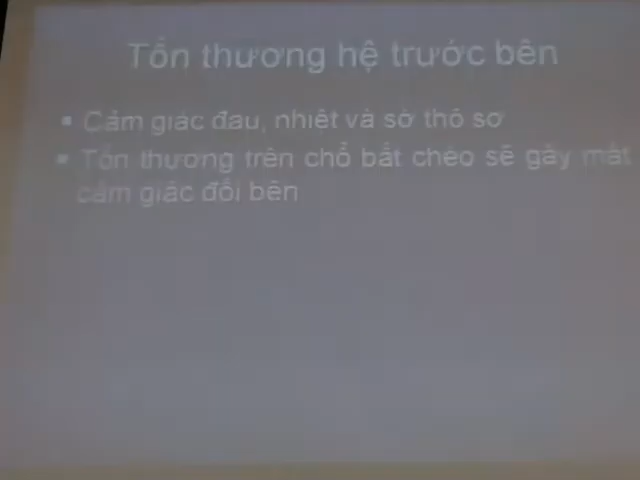 Tổn thương hệ trước bên
Cảm giác đau, nhiệt và sờ thô sơ
Tổn thương trên chổ bắt chéo sẽ gây mất
cảm giác đối bên